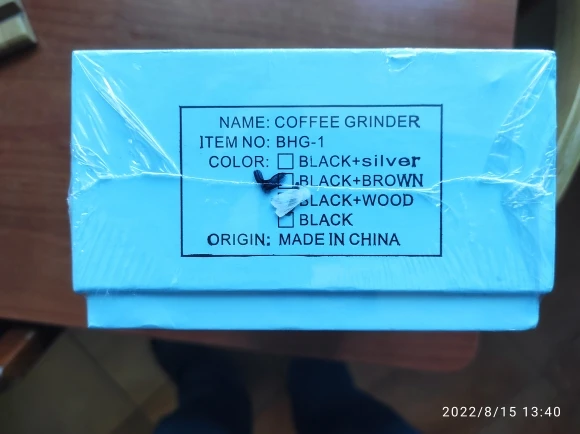 NAME: COFFEE GRINDER
ITEM NO: BHG-1
COLOR: BLACK+silver
BLACK+BROWN
BLACK+WOOD
BLACK
ORIGIN: MADE IN CHINA
2022/8/15 13:40